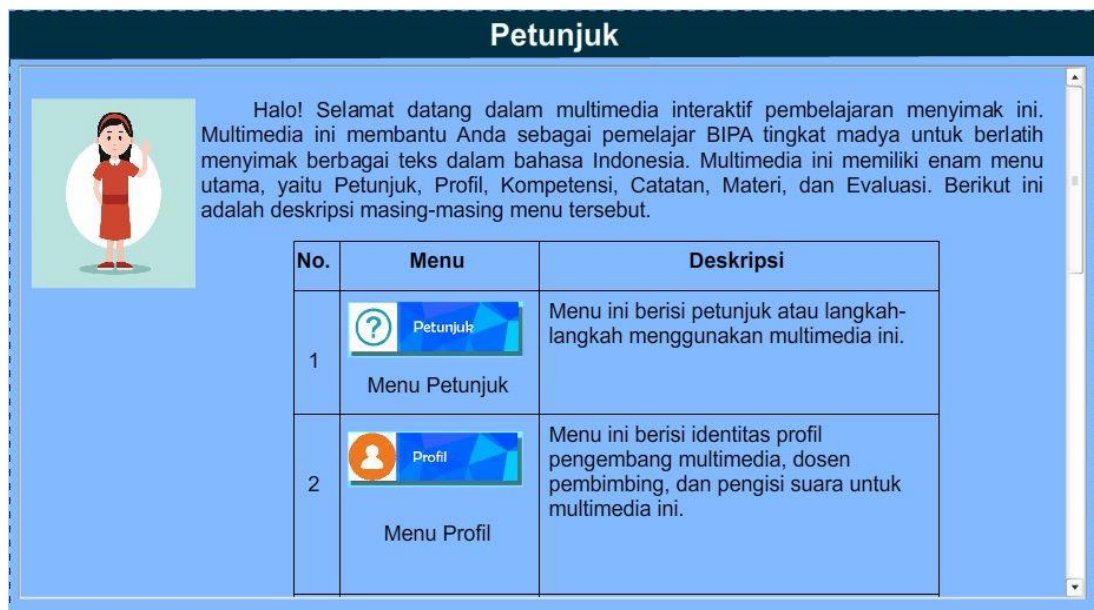 Petunjuk
Halo! Selamat datang dalam multimedia interaktif pembelajaran menyimak ini.
Multimedia ini membantu Anda sebagai pemelajar BIPA tingkat madya untuk berlatih
menyimak berbagai teks dalam bahasa Indonesia. Multimedia ini memiliki enam menu
utama, yaitu Petunjuk, Profil, Kompetensi, Catatan, Materi, dan Evaluasi. Berikut ini
adalah deskripsi masing-masing menu tersebut.
No. Menu Deskripsi
1
Petunjuk
Menu Petunjuk
Menu ini berisi petunjuk atau langkah-
langkah menggunakan multimedia ini.
2
Profil
Menu Profil
Menu ini berisi identitas profil
pengembang multimedia, dosen
pembimbing, dan pengisi suara untuk
multimedia ini.